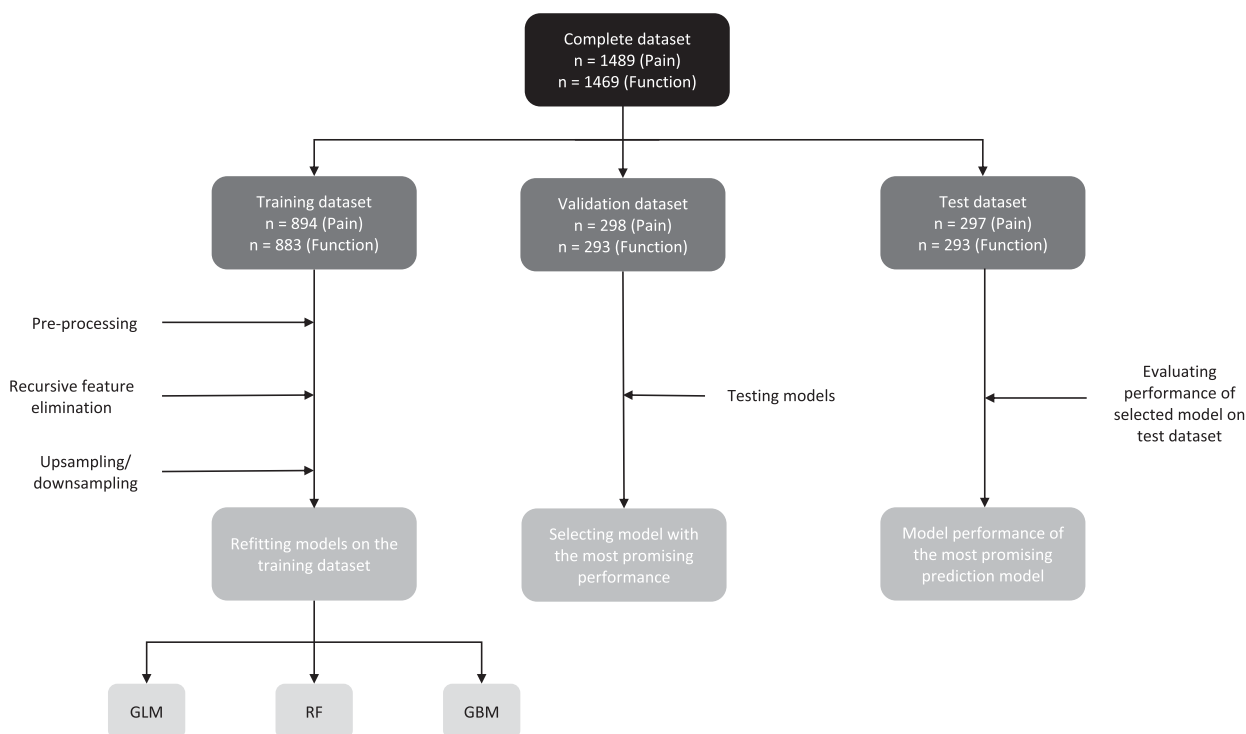 Complete dataset
n = 1489 (Pain)
n = 1469 (Function)
Training dataset
n = 894 (Pain)
n = 883 (Function)
Validation dataset
n = 298 (Pain)
n = 293 (Function)
Test dataset
n = 297 (Pain)
n = 293 (Function)
Pre-processing
Recursive feature
elimination
Upsampling/
downsampling
Testing models
Evaluating
performance of
selected model on
test dataset
Refitting models on the
training dataset
Selecting model with
the most promising
performance
Model performance of
the most promising
prediction model
GLM
RF
GBM